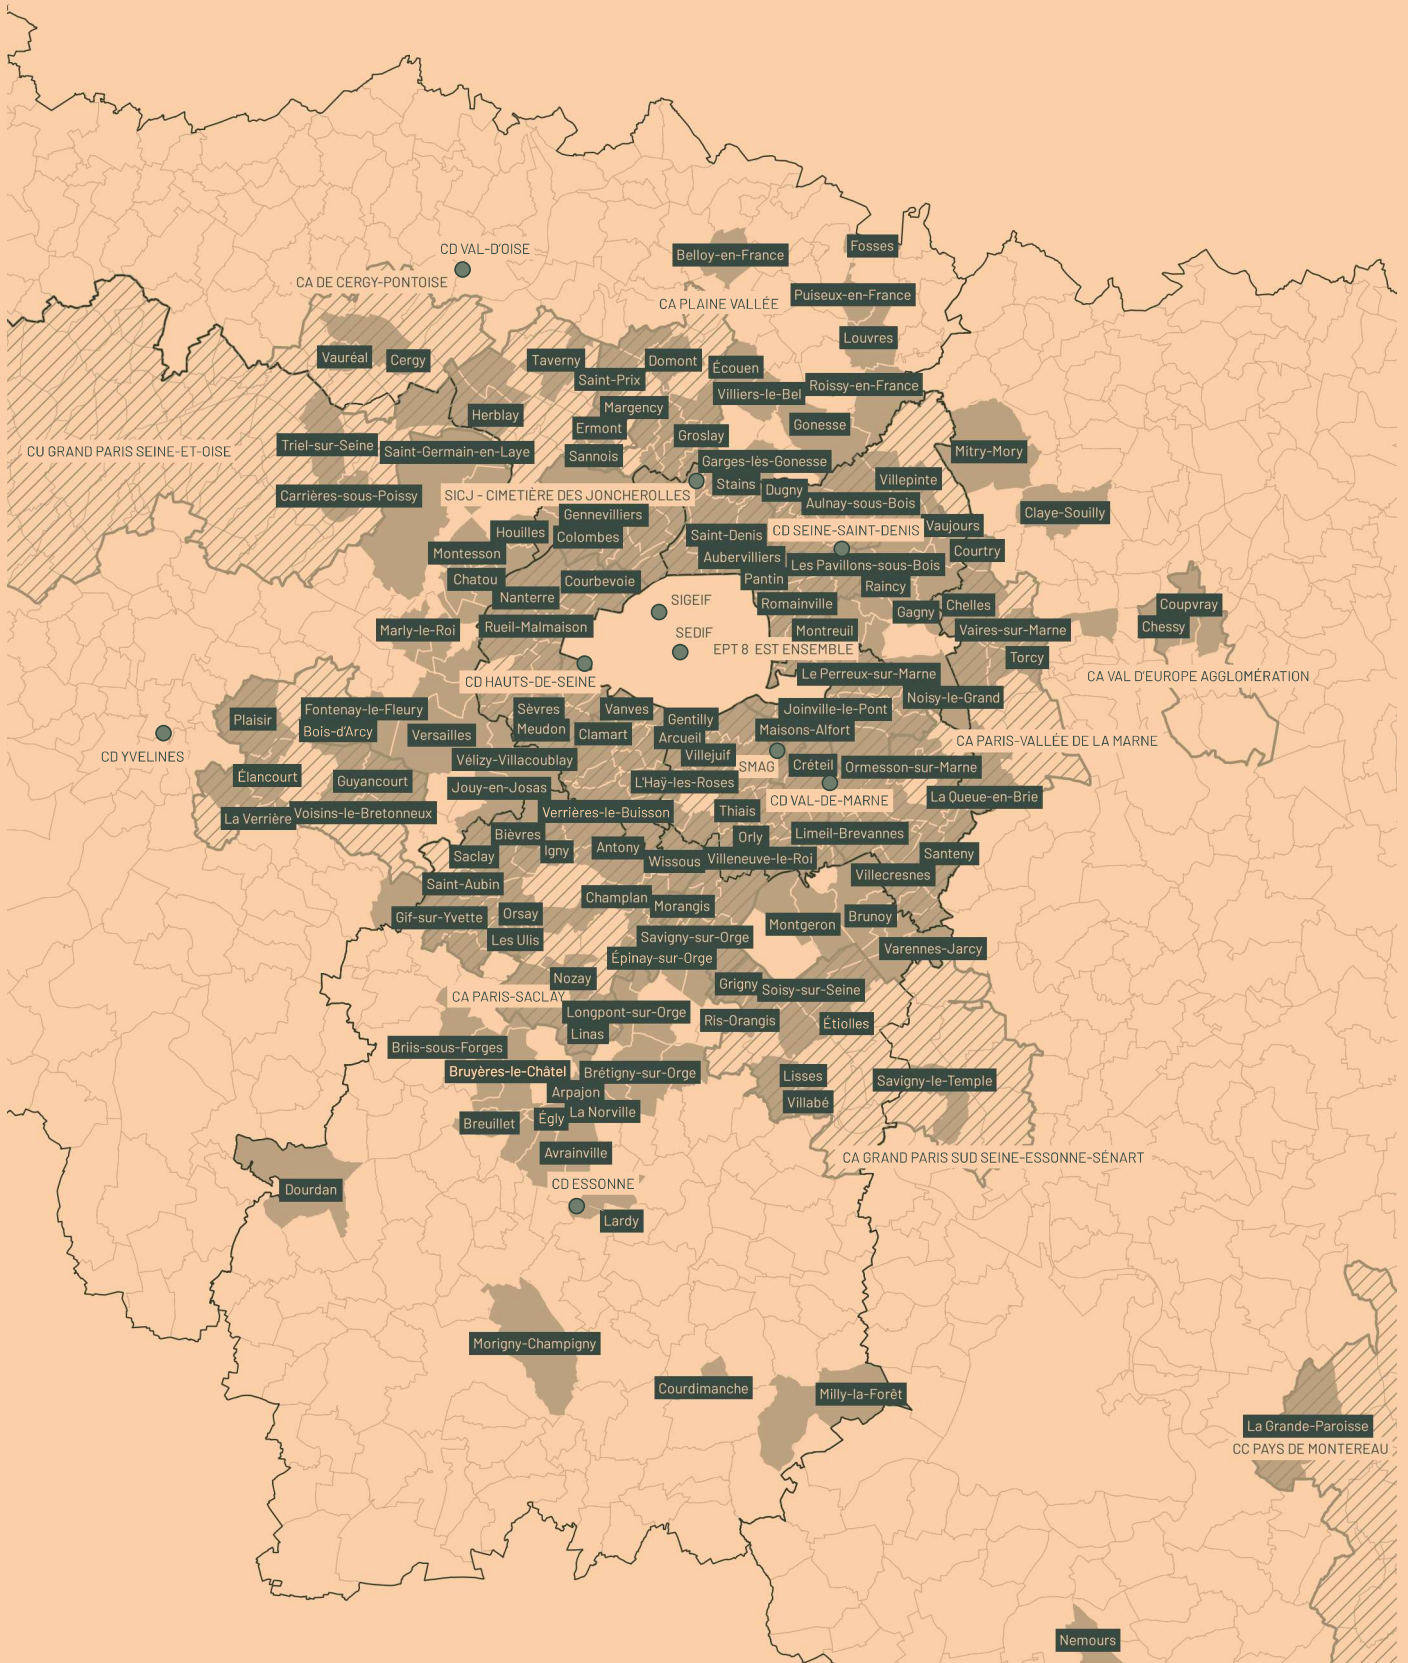 Fosses
CD VAL-D'OISE
Belloy-en-France
CA DE CERGY-PONTOISE
Puiseux-en-France
CA PLAINE VALLÉE
Louvres
Vauréal
Cergy
Taverny
Domont
Écouen
Saint-Prix
Roissy-en-France
Villiers-le-Bel
Margency
Herblay
Ermont
Gonesse
Groslay
Triel-sur-Seine
Saint-Germain-en-Laye
CU GRAND PARIS SEINE-ET-OISE
Mitry-Mory
Sannois
Garges-lès-Gonesse
Villepinte
Stains
Dugny
Carrières-sous-Poissy
SICJ - CIMETIÈRE DES JONCHEROLLES
Aulnay-sous-Bois
Claye-Souilly
Gennevilliers
Vaujours
Houilles
Colombes
Saint-Denis
CD SEINE-SAINT-DENIS
Montesson
Aubervilliers
Courtry
Les Pavillons-sous-Bois
Chatou
Courbevoie
Pantin
Raincy
Nanterre
SIGEIF
Romainville
Gagny
Chelles
Coupvray
Marly-le-Roi
Rueil-Malmaison
SEDIF
Montreuil
Vaires-sur-Marne
Chessy
EPT 8 EST ENSEMBLE
Torcy
CD HAUTS-DE-SEINE
Le Perreux-sur-Marne
CA VAL D'EUROPE AGGLOMÉRATION
Noisy-le-Grand
Fontenay-le-Fleury
Sèvres
Vanves
Joinville-le-Pont
Plaisir
Gentilly
Bois-d'Arcy
Versailles
Meudon
Clamart
Arcueil
Maisons-Alfort
CA PARIS-VALLÉE DE LA MARNE
CD YVELINES
Vélizy-Villacoublay
Villejuif
SMAG
Créteil
Ormesson-sur-Marne
Élancourt
Guyancourt
Jouy-en-Josas
L'Haÿ-les-Roses
CD VAL-DE-MARNE
La Queue-en-Brie
La Verrière
Voisins-le-Bretonneux
Verrières-le-Buisson
Thiais
Bièvres
Orly
Limeil-Brevannes
Saclay
Igny
Antony
Wissous
Villeneuve-le-Roi
Santeny
Saint-Aubin
Villecresnes
Champlan
Morangis
Gif-sur-Yvette
Orsay
Montgeron
Brunoy
Les Ulis
Savigny-sur-Orge
Varennes-Jarcy
Épinay-sur-Orge
Nozay
Grigny
Soisy-sur-Seine
CA PARIS-SACLAY
Longpont-sur-Orge
Ris-Orangis
Étiolles
Linas
Briis-sous-Forges
Bruyères-le-Châtel
Brétigny-sur-Orge
Lisses
Savigny-le-Temple
Arpajon
Villabé
La Norville
Égly
Breuillet
Avrainville
CA GRAND PARIS SUD SEINE-ESSONNE-SÉNART
CD ESSONNE
Dourdan
Lardy
Morigny-Champigny
Courdimanche
Milly-la-Forêt
La Grande-Paroisse
CC PAYS DE MONTEREAU
Nemours